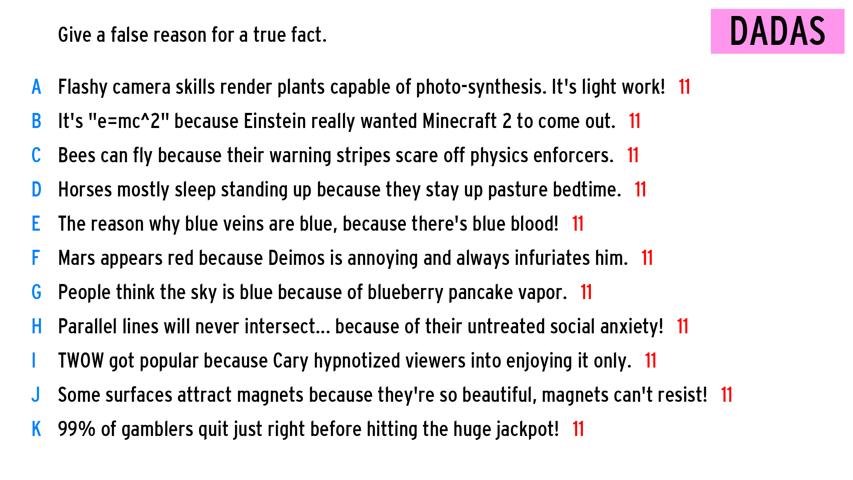 Give a false reason for a true fact.
DADAS
A Flashy camera skills render plants capable of photo-synthesis. It's light work! 11
B It's "e=mc^2" because Einstein really wanted Minecraft 2 to come out. 11
C Bees can fly because their warning stripes scare off physics enforcers. 11
D Horses mostly sleep standing up because they stay up pasture bedtime. 11
E The reason why blue veins are blue, because there's blue blood! 11
F Mars appears red because Deimos is annoying and always infuriates him. 11
G People think the sky is blue because of blueberry pancake vapor. 11
H Parallel lines will never intersect... because of their untreated social anxiety! 11
I TWOW got popular because Cary hypnotized viewers into enjoying it only. 11
J Some surfaces attract magnets because they're so beautiful, magnets can't resist! 11
K 99% of gamblers quit just right before hitting the huge jackpot! 11